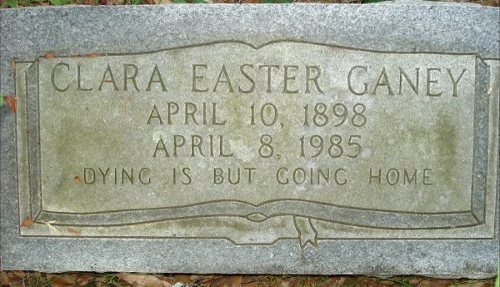 CLARA EASTER GANEY
APRIL 10, 1898
APRIL 8, 1985
DYING IS BUT GOING HOME